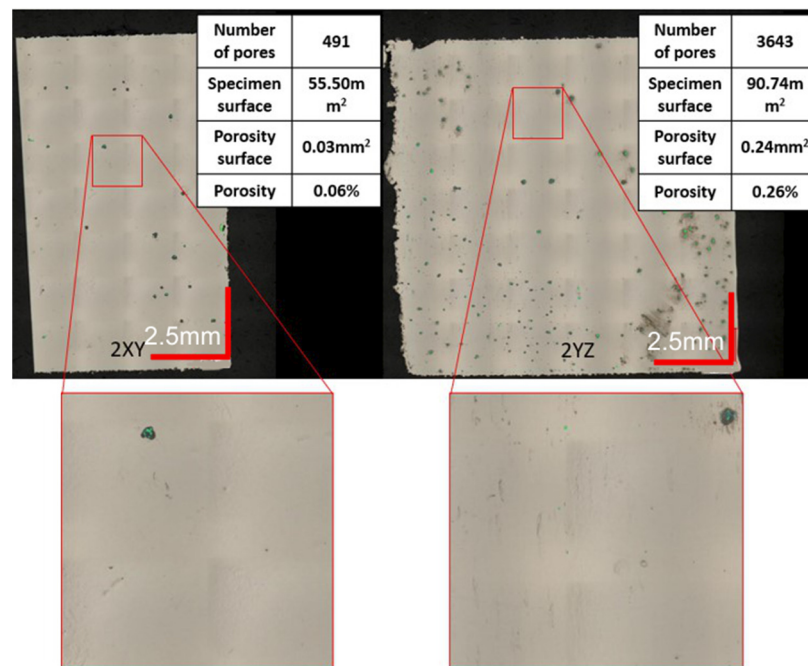 Number
of pores
491
Specimen
surface
55.50m
m²
Porosity
surface
0.03mm²
Porosity
0.06%
Number
of pores
3643
Specimen
surface
90.74m
m²
Porosity
surface
0.24mm²
Porosity
0.26%
2XY
2.5mm
2YZ
2.5mm